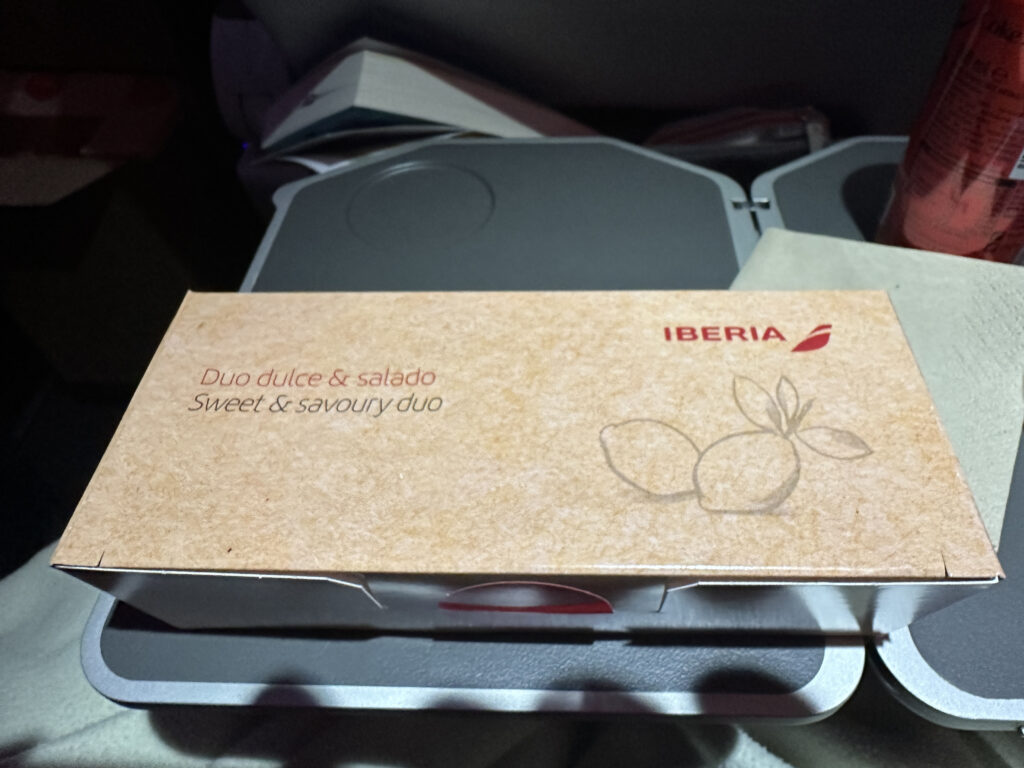 IBERIA
Duo dulce & salado
Sweet & savoury duo